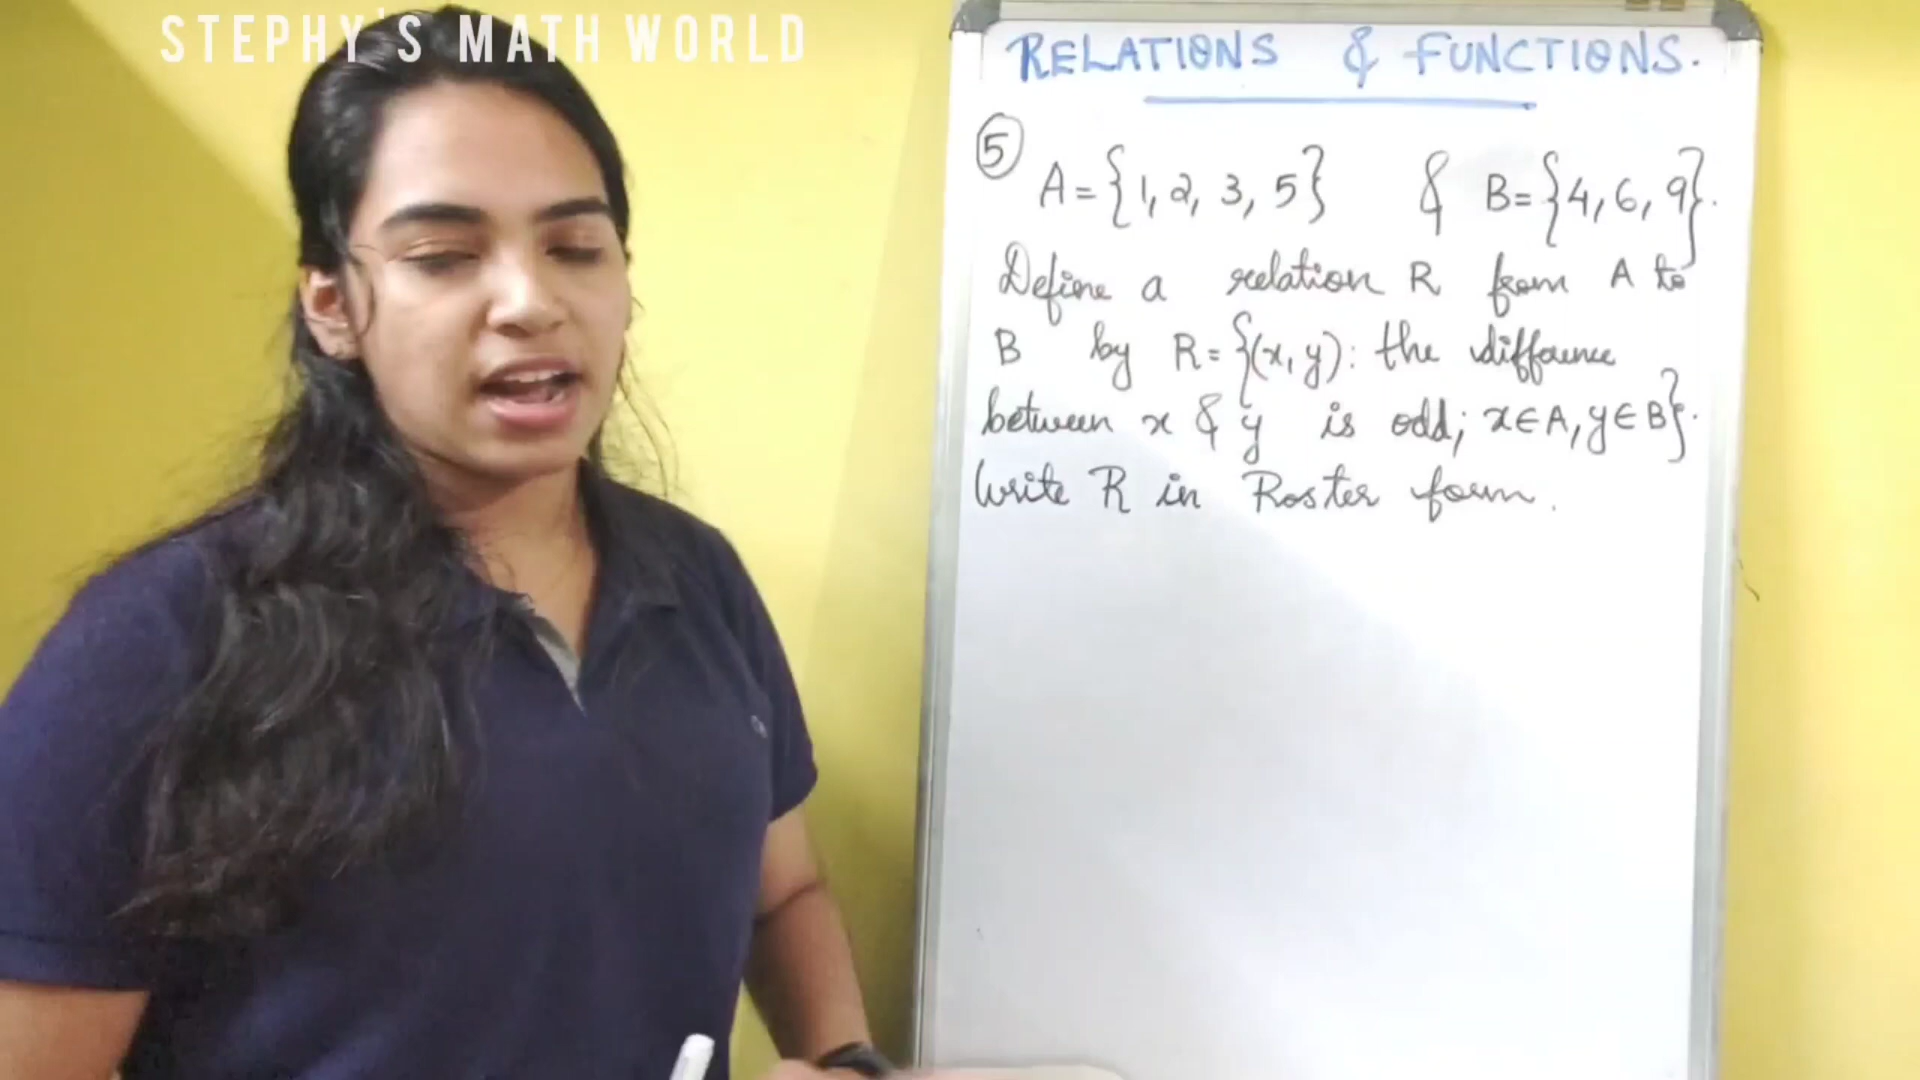 STEPHY'S MATH WORLD
RELATIONS & FUNCTIONS.
5
A = {1, 2, 3, 5} & B = {4, 6, 9}.
Define a relation R from A to
B by R = {(x, y) : the difference
between x & y is odd; x ∈ A, y ∈ B}.
Write R in Roster form.